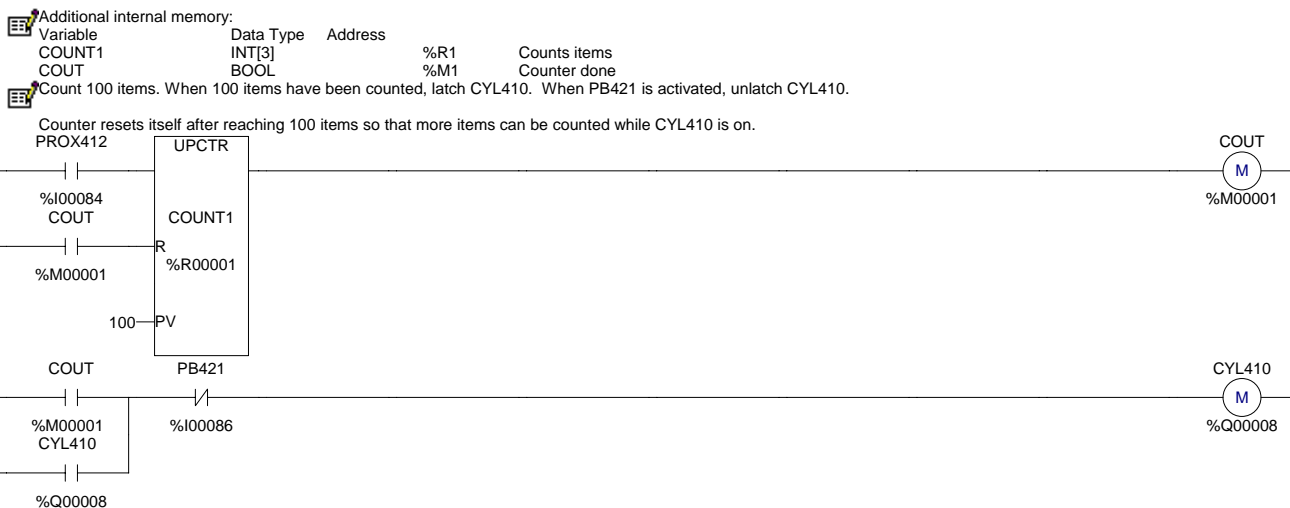 Additional internal memory:
Variable Data Type Address
COUNT1 INT[3] %R1 Counts items
COUT BOOL %M1 Counter done
Count 100 items. When 100 items have been counted, latch CYL410. When PB421 is activated, unlatch CYL410.
Counter resets itself after reaching 100 items so that more items can be counted while CYL410 is on.
PROX412 UPCTR COUT
M
%I00084 %M00001
COUT COUNT1
R
%M00001 %R00001
100 PV
COUT PB421 CYL410
M
%M00001 %I00086 %Q00008
CYL410
%Q00008